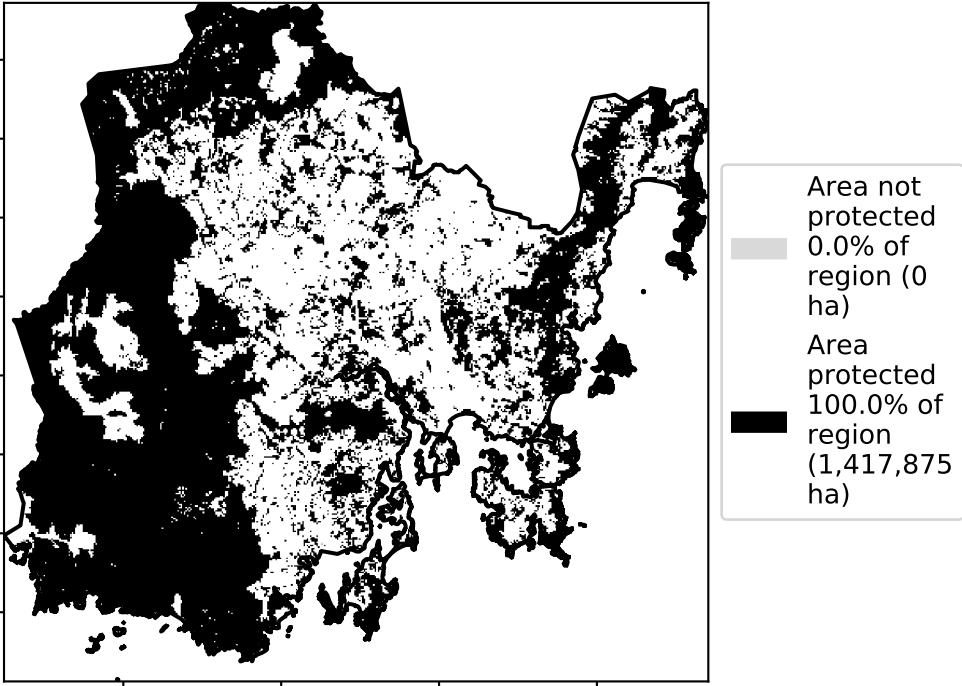 Area not
protected
0.0% of
region (0
ha)
Area
protected
100.0% of
region
(1,417,875
ha)